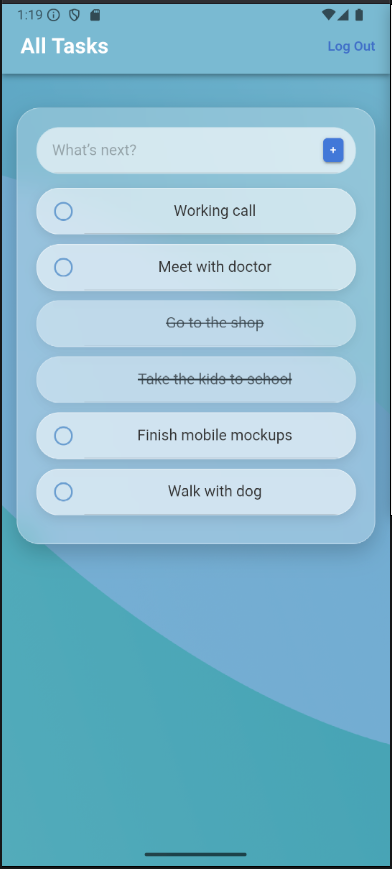 1:19
All Tasks
Log Out
What's next?
+
Working call
Meet with doctor
Go to the shop
Take the kids to school
Finish mobile mockups
Walk with dog